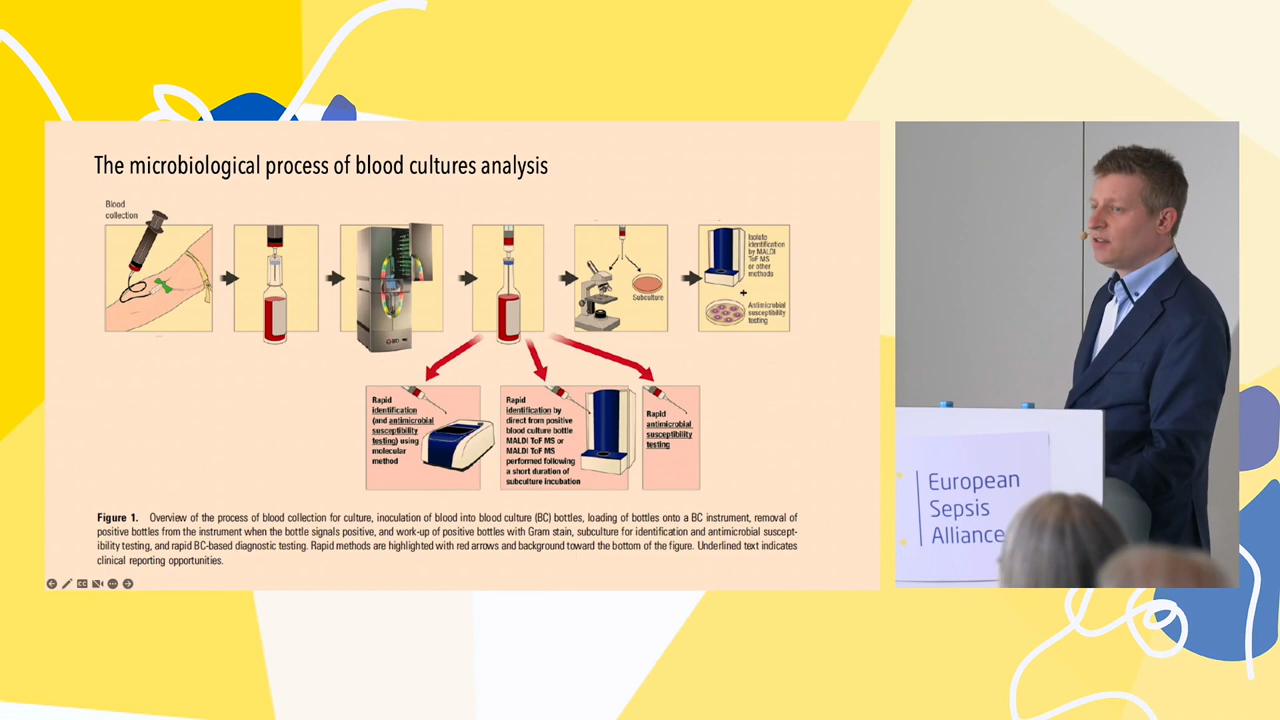 The microbiological process of blood cultures analysis
Blood
collection
Subculture
Isolate
identification
by MALDI
ToF MS
or other
methods
+
Antimicrobial
susceptibility
testing
Rapid
identification
(and antimicrobial
susceptibility
testing) using
molecular
method
Rapid
identification by
direct from positive
blood culture bottle
MALDI ToF MS or
MALDI ToF MS
performed following
a short duration of
subculture incubation
Rapid
antimicrobial
susceptibility
testing
Figure 1. Overview of the process of blood collection for culture, inoculation of blood into blood culture (BC) bottles, loading of bottles onto a BC instrument, removal of
positive bottles from the instrument when the bottle signals positive, and work-up of positive bottles with Gram stain, subculture for identification and antimicrobial suscept-
ibility testing, and rapid BC-based diagnostic testing. Rapid methods are highlighted with red arrows and background toward the bottom of the figure. Underlined text indicates
clinical reporting opportunities.
European
Sepsis
Alliance